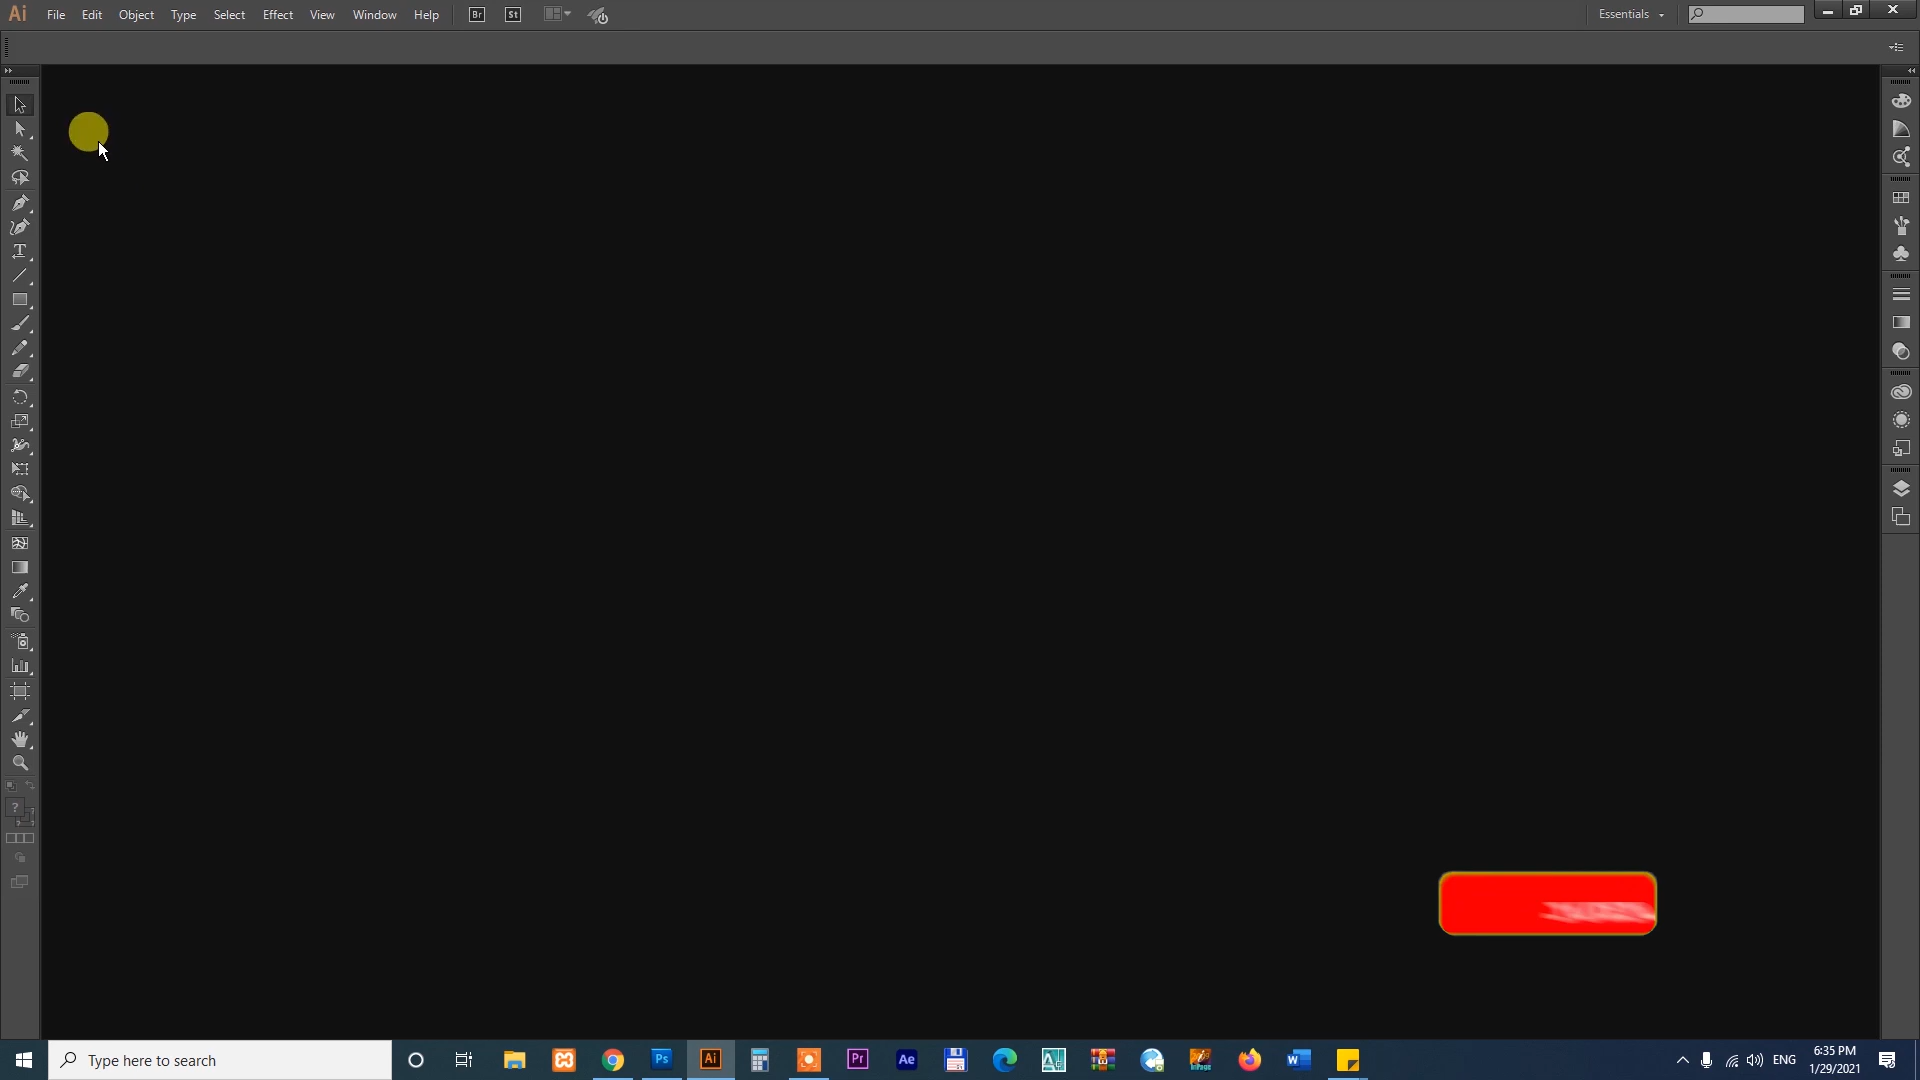 Ai File Edit Object Type Select Effect View Window Help Br St Essentials
Type here to search
Ps Ai Pr Ae
ENG
6:35 PM
1/29/2021